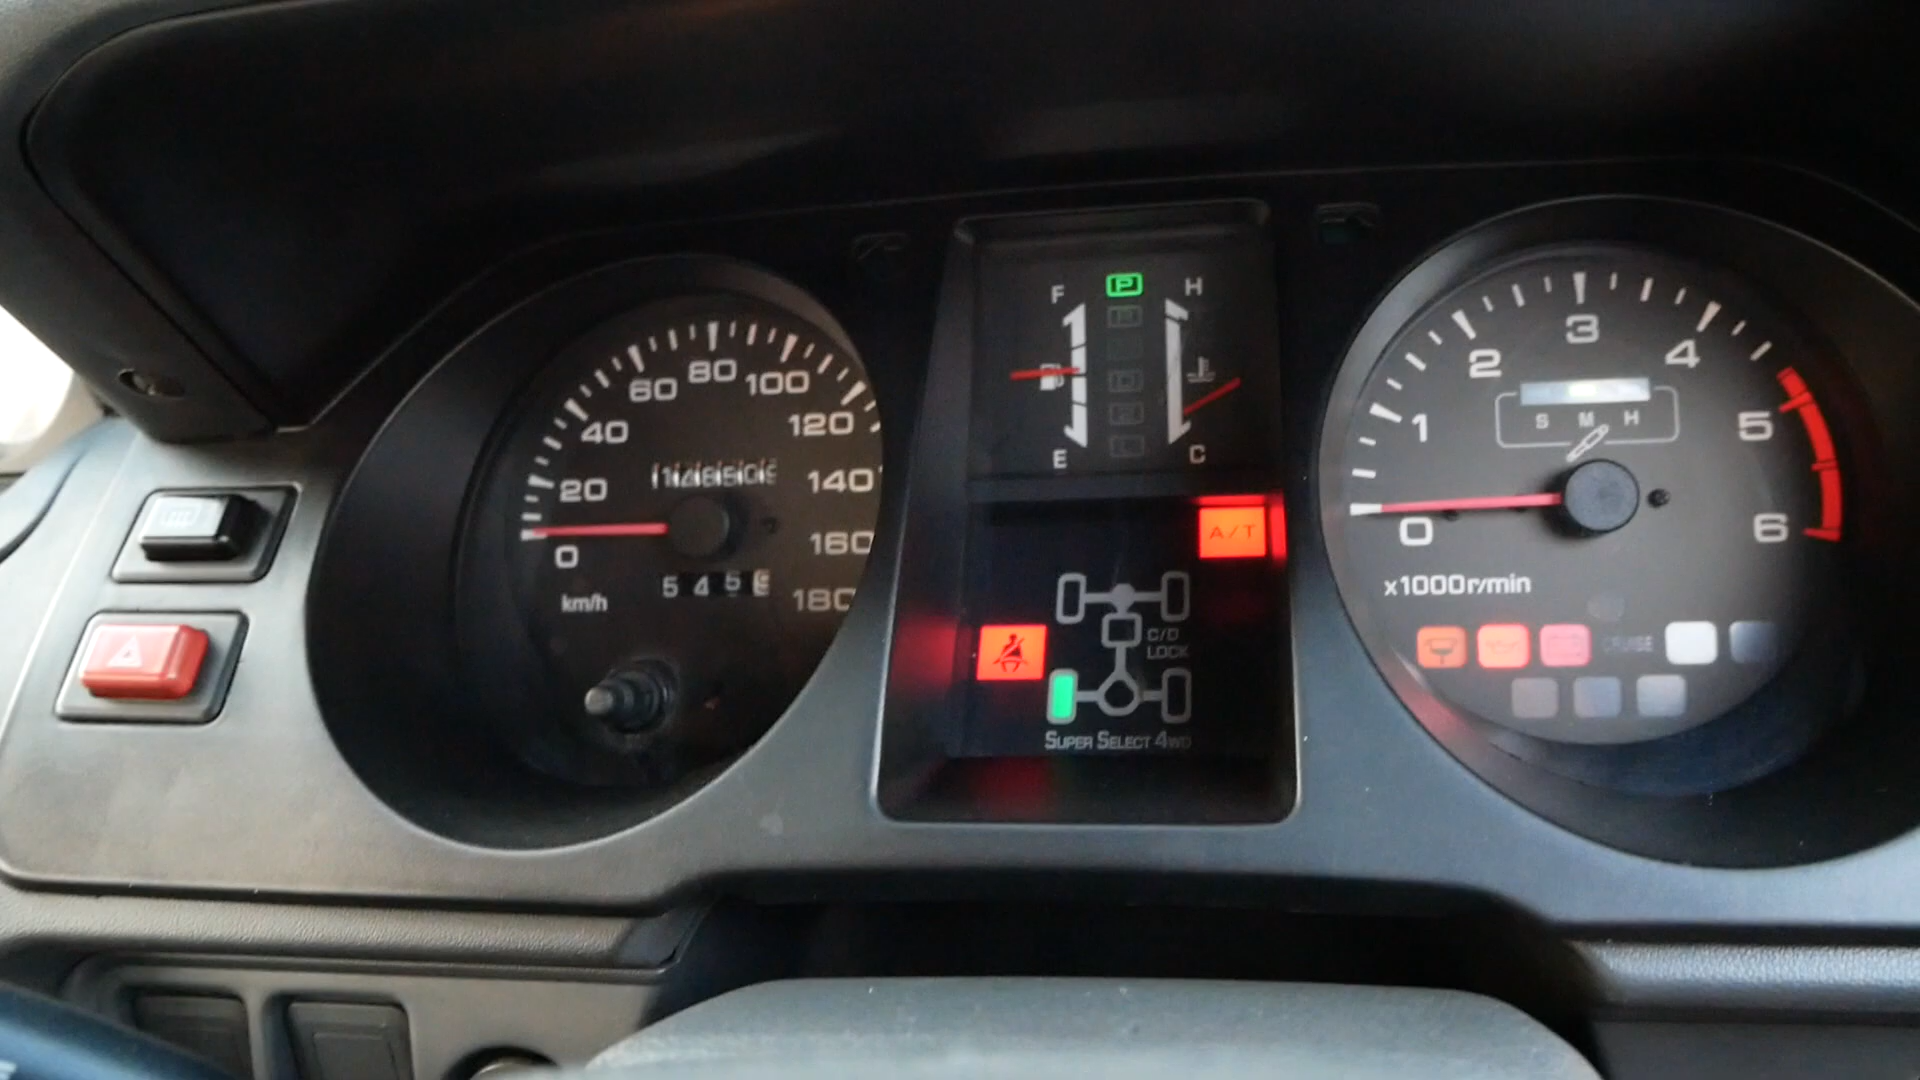 20
40
60
80
100
120
140
160
180
0
km/h
F
E
P
H
C
A/T
C/D
LOCK
SUPER SELECT 4WD
0
1
2
3
4
5
6
S M H
x1000r/min
CRUISE